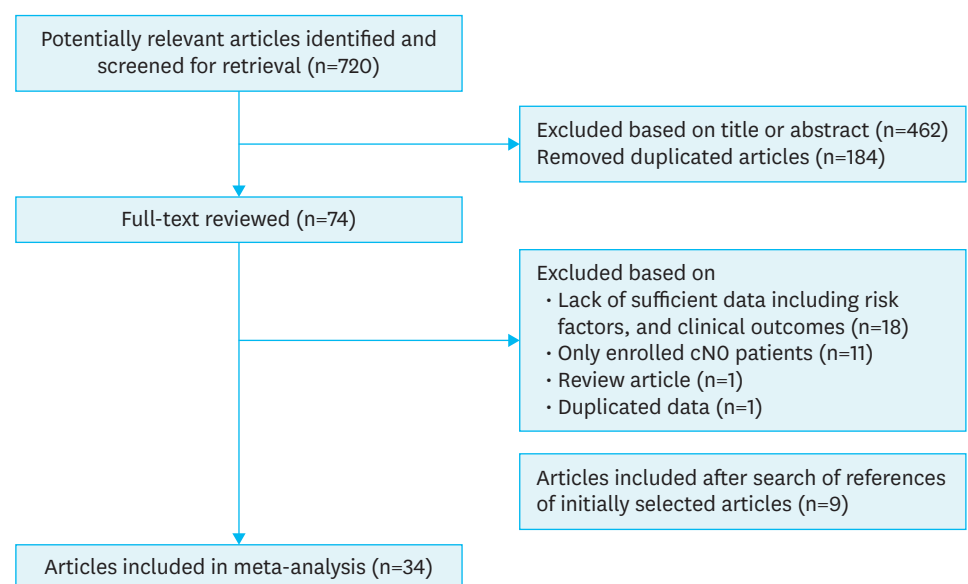 Potentially relevant articles identified and
screened for retrieval (n=720)
Excluded based on title or abstract (n=462)
Removed duplicated articles (n=184)
Full-text reviewed (n=74)
Excluded based on
· Lack of sufficient data including risk
factors, and clinical outcomes (n=18)
· Only enrolled cN0 patients (n=11)
· Review article (n=1)
· Duplicated data (n=1)
Articles included after search of references
of initially selected articles (n=9)
Articles included in meta-analysis (n=34)